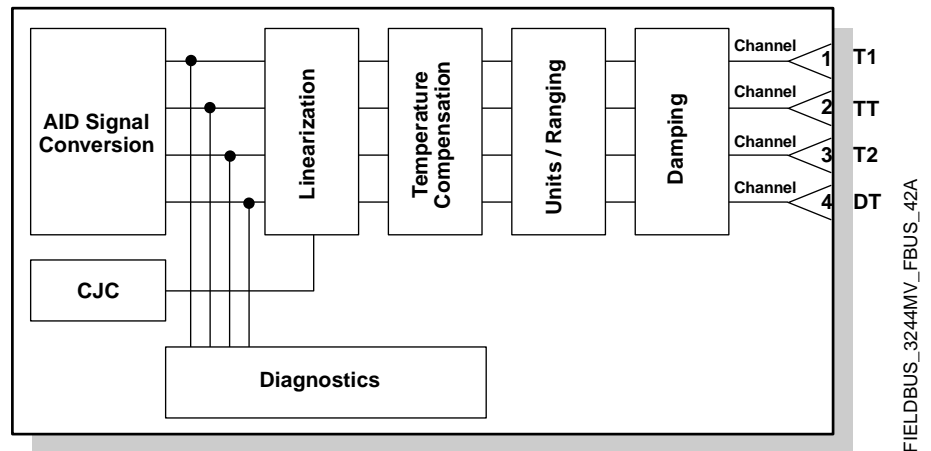 AID Signal
Conversion
Linearization
Temperature
Compensation
Units / Ranging
Damping
Channel
1
T1
Channel
2
TT
Channel
3
T2
Channel
4
DT
CJC
Diagnostics
FIELDBUS_3244MV_FBUS_42A